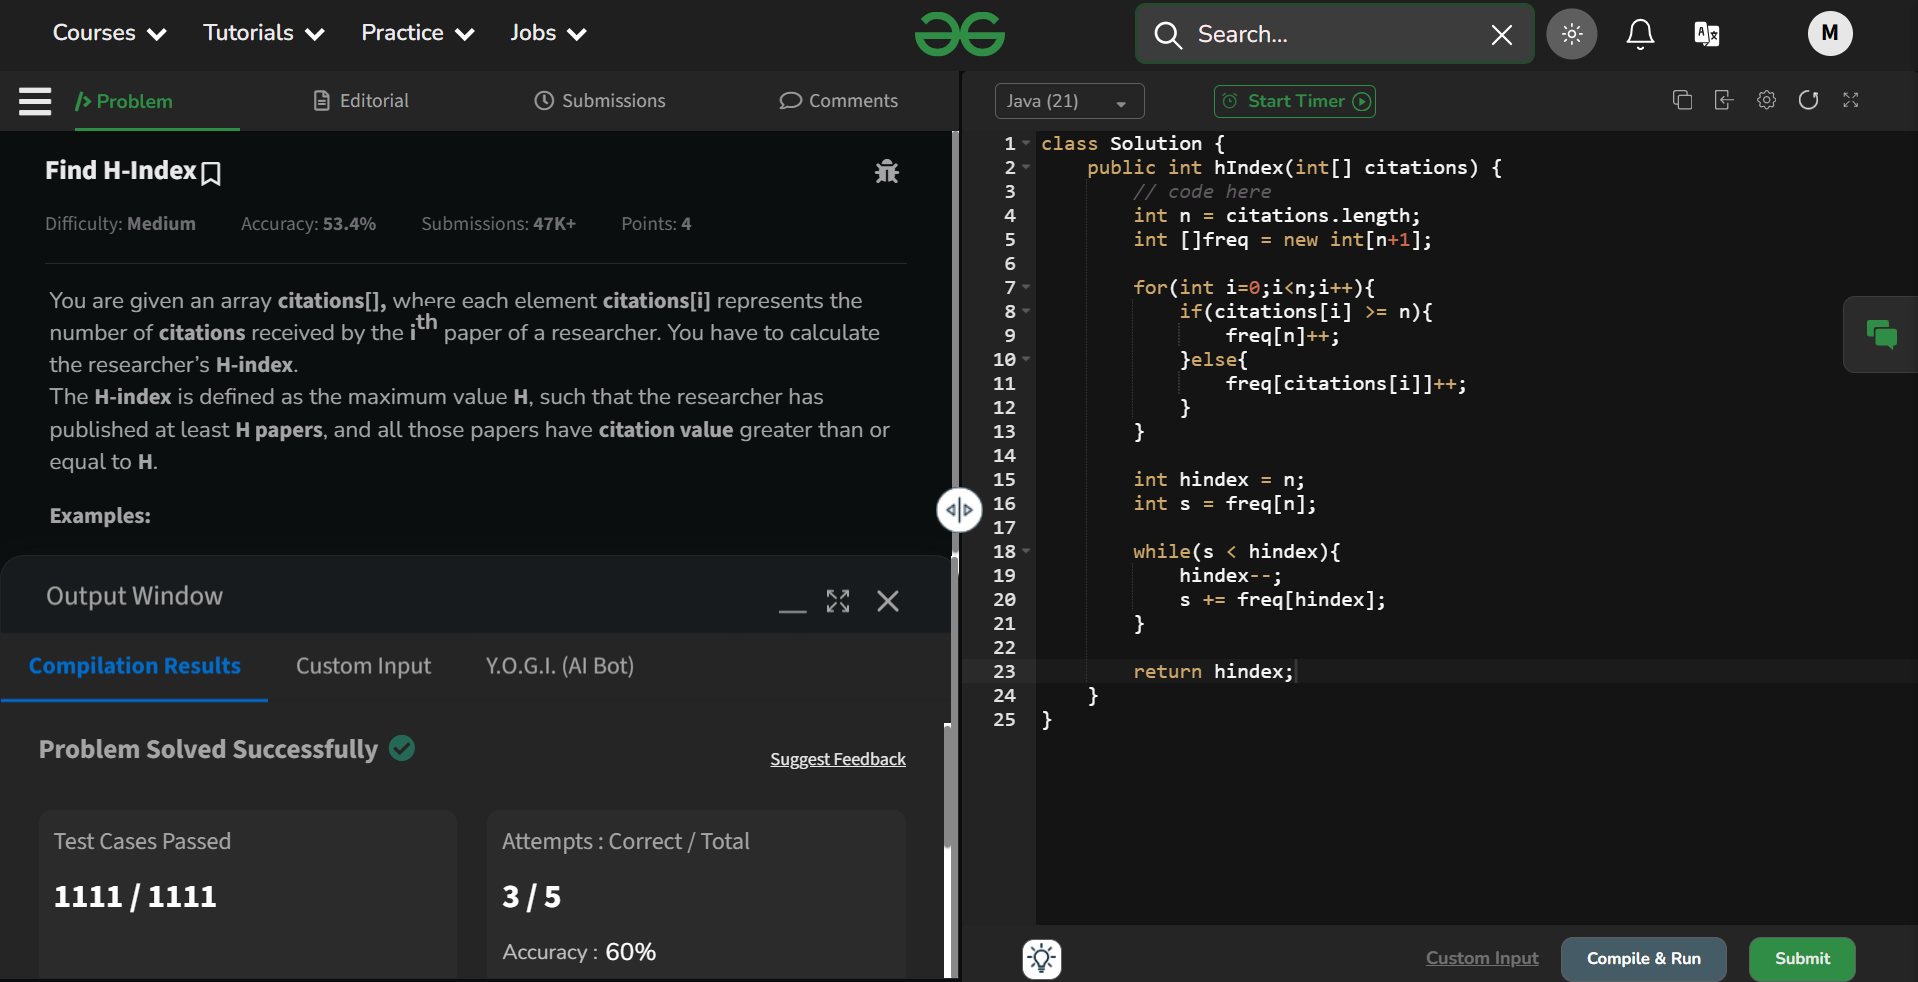 Courses Tutorials Practice Jobs Search... M
Problem Editorial Submissions Comments
Find H-Index
Difficulty: Medium Accuracy: 53.4% Submissions: 47K+ Points: 4
You are given an array citations[], where each element citations[i] represents the
number of citations received by the ith paper of a researcher. You have to calculate
the researcher’s H-index.
The H-index is defined as the maximum value H, such that the researcher has
published at least H papers, and all those papers have citation value greater than or
equal to H.
Examples:
Output Window
Compilation Results Custom Input Y.O.G.I. (AI Bot)
Problem Solved Successfully
Suggest Feedback
Test Cases Passed
1111 / 1111
Attempts : Correct / Total
3 / 5
Accuracy : 60%
Java (21) Start Timer
1 class Solution {
2     public int hIndex(int[] citations) {
3         // code here
4         int n = citations.length;
5         int []freq = new int[n+1];
6
7         for(int i=0;i<n;i++){
8             if(citations[i] >= n){
9                 freq[n]++;
10             }else{
11                 freq[citations[i]]++;
12             }
13         }
14
15         int hindex = n;
16         int s = freq[n];
17
18         while(s < hindex){
19             hindex--;
20             s += freq[hindex];
21         }
22
23         return hindex;
24     }
25 }
Custom Input Compile & Run Submit